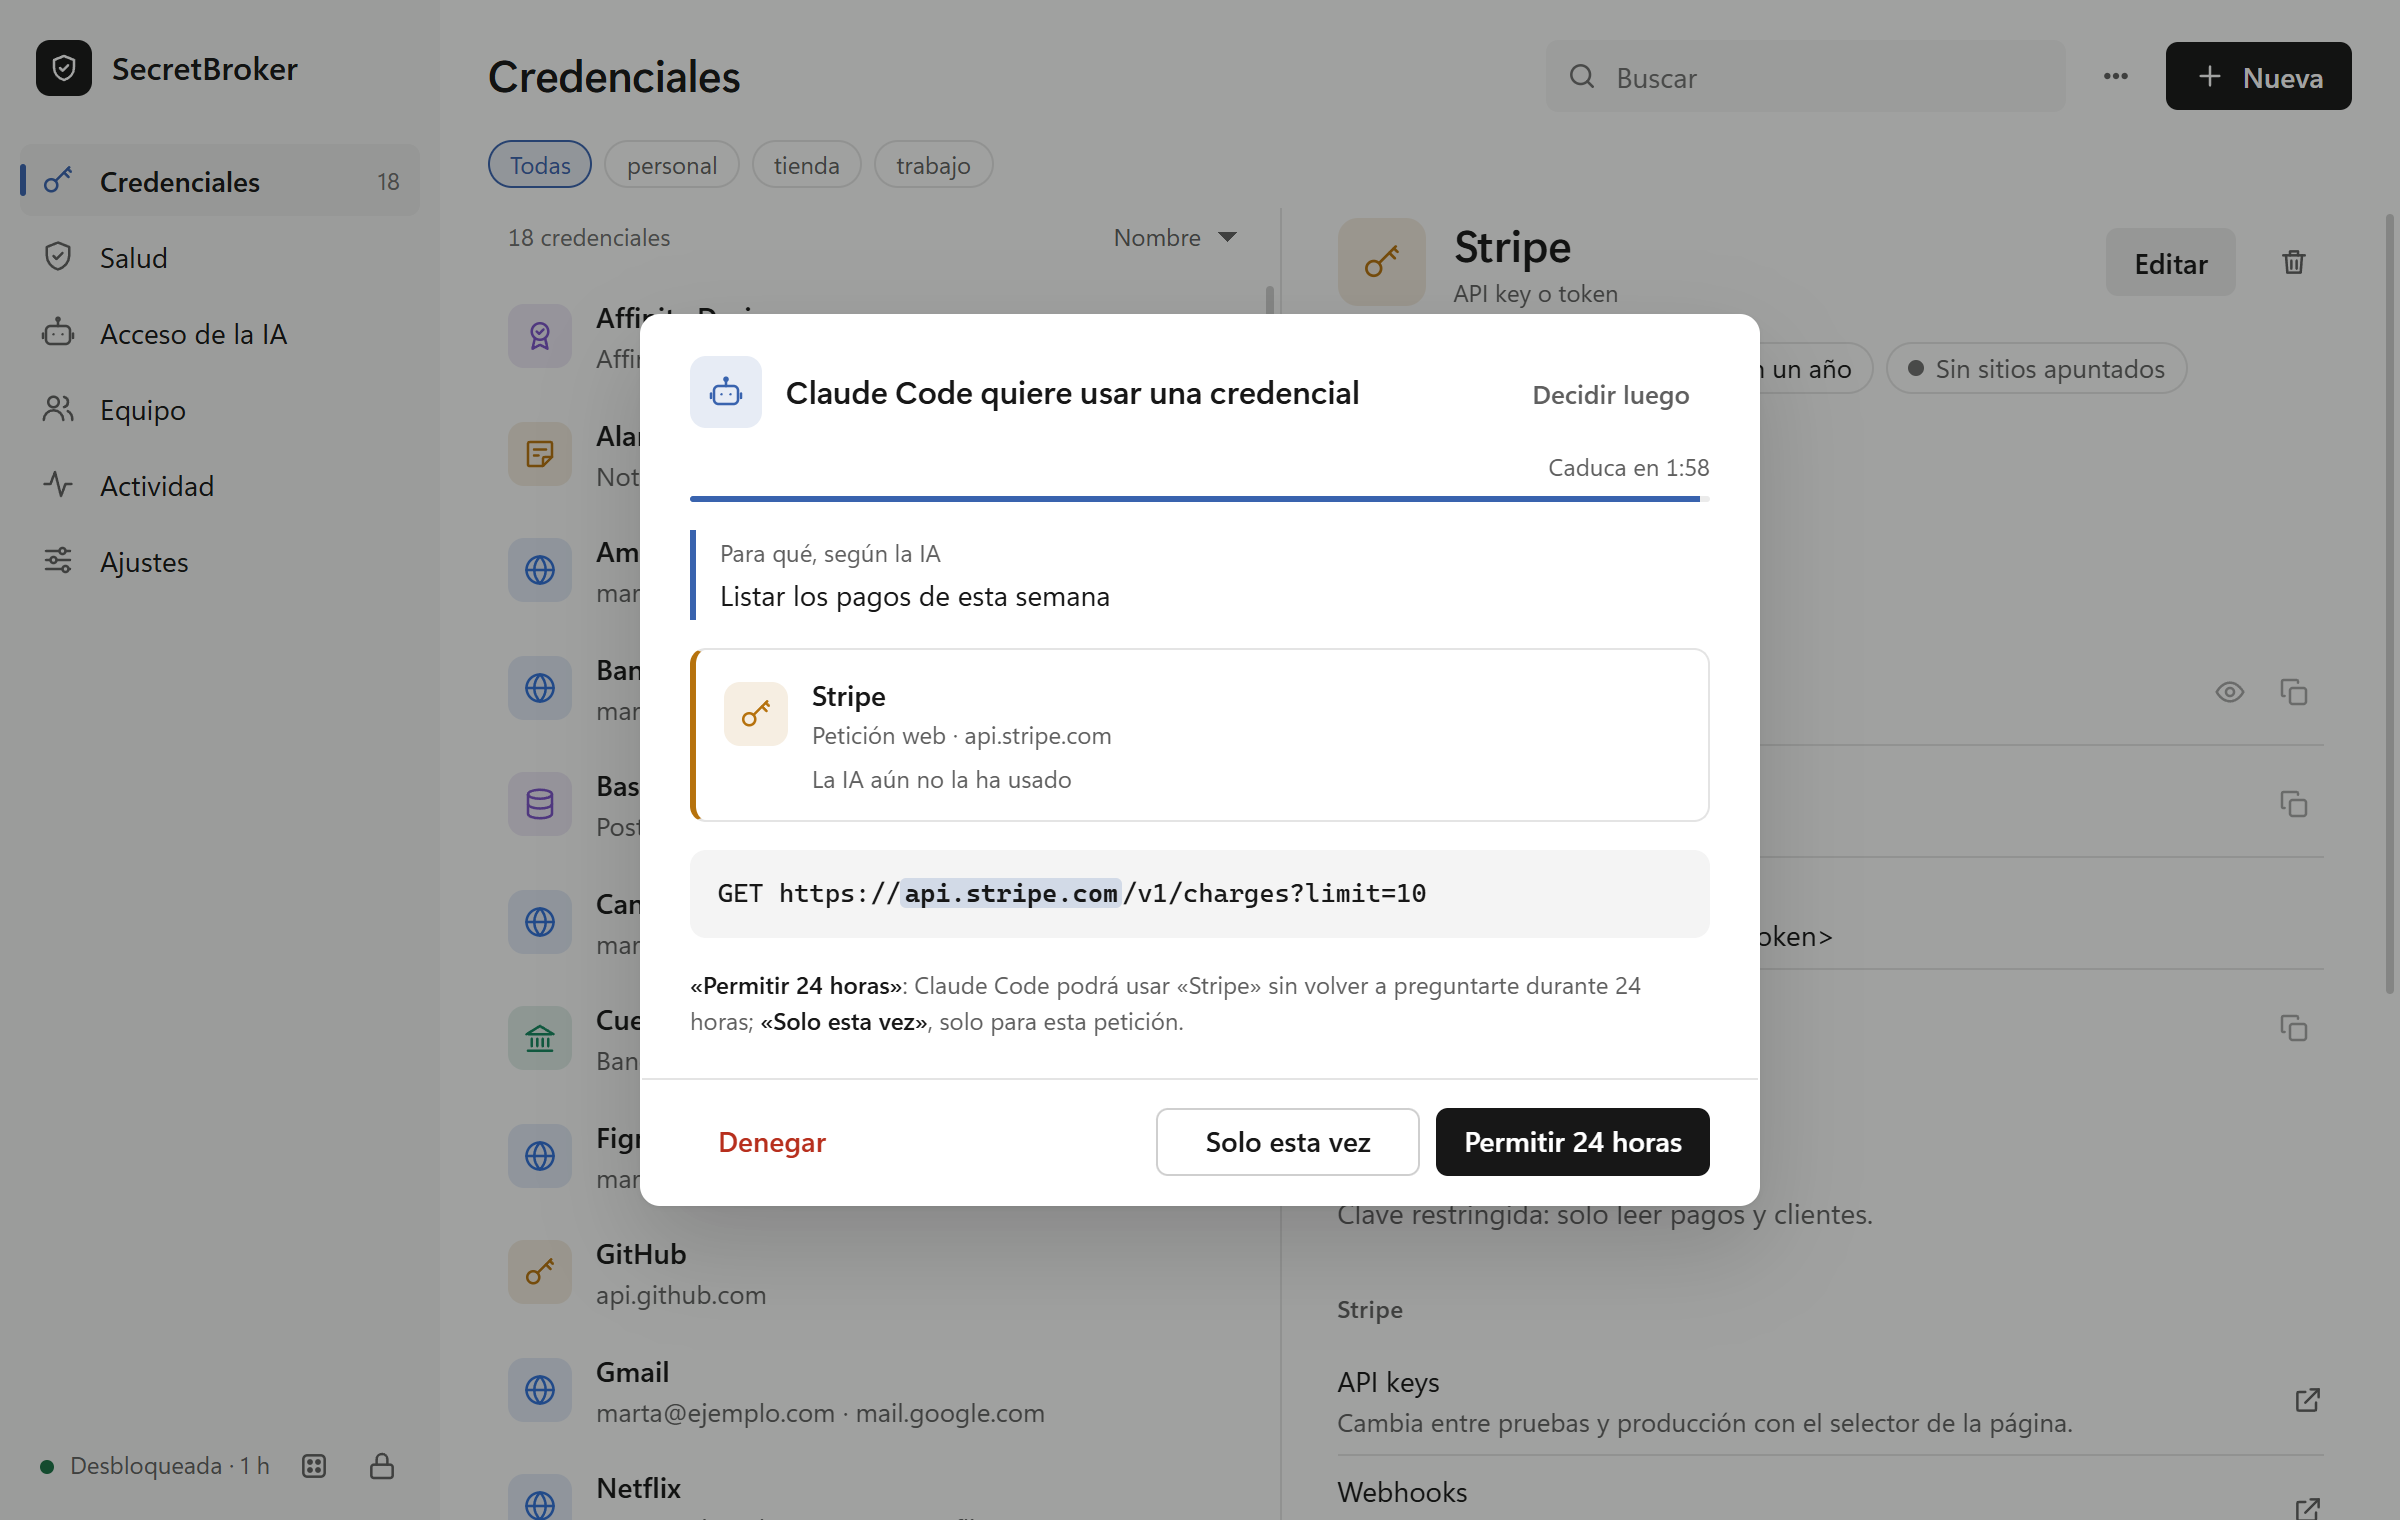 SecretBroker
Credenciales 18
Salud
Acceso de la IA
Equipo
Actividad
Ajustes
Desbloqueada · 1 h
Credenciales
Buscar
Nueva
Todas
personal
tienda
trabajo
18 credenciales
Nombre
GitHub
api.github.com
Gmail
marta@ejemplo.com · mail.google.com
Netflix
Stripe
API key o token
Editar
un año
Sin sitios apuntados
Claude Code quiere usar una credencial
Decidir luego
Caduca en 1:58
Para qué, según la IA
Listar los pagos de esta semana
Stripe
Petición web · api.stripe.com
La IA aún no la ha usado
GET https://api.stripe.com/v1/charges?limit=10
«Permitir 24 horas»: Claude Code podrá usar «Stripe» sin volver a preguntarte durante 24
horas; «Solo esta vez», solo para esta petición.
Denegar
Solo esta vez
Permitir 24 horas
Clave restringida: solo leer pagos y clientes.
Stripe
API keys
Cambia entre pruebas y producción con el selector de la página.
Webhooks